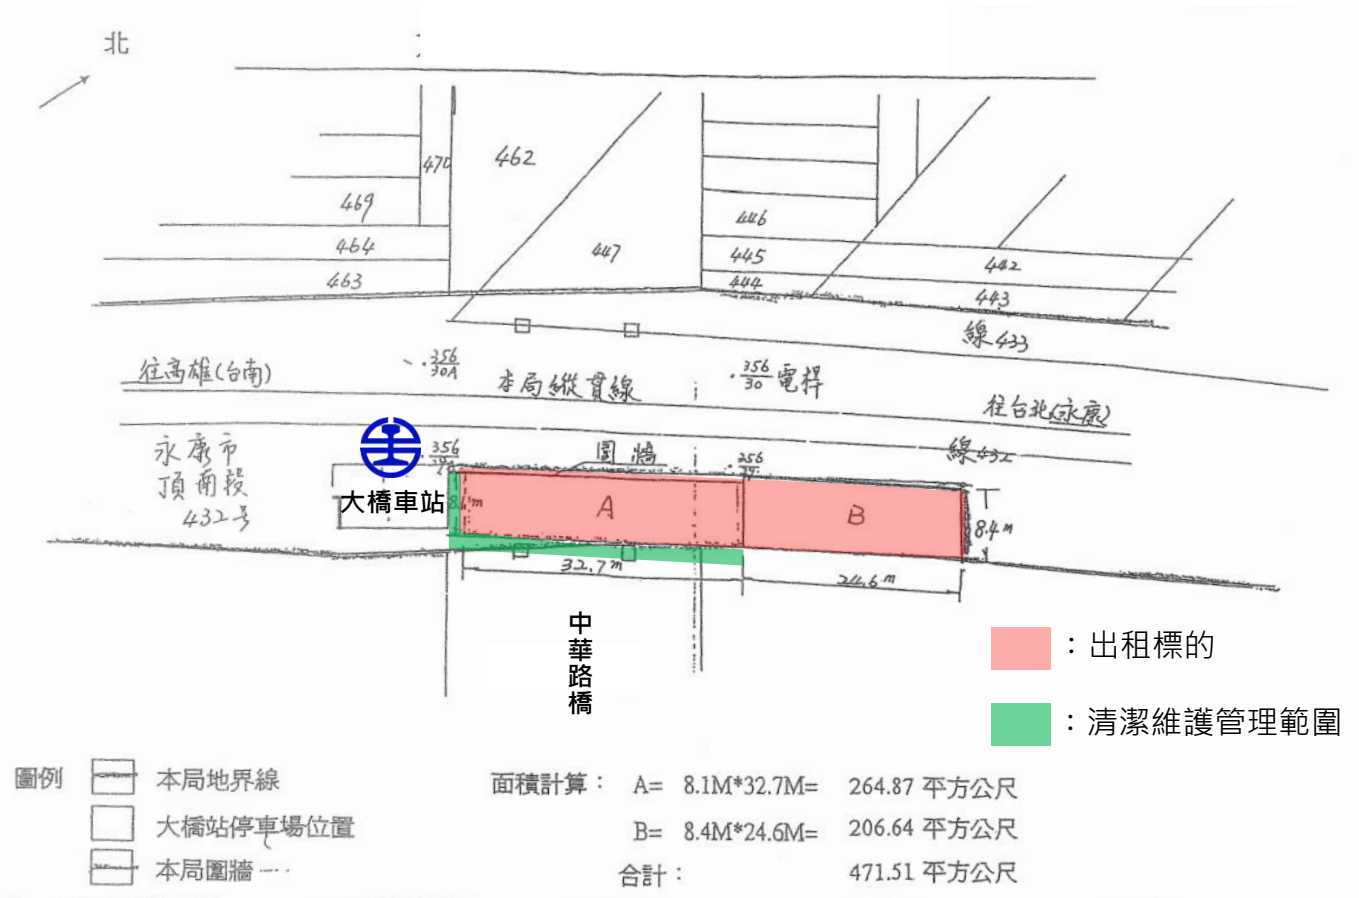 北
470
462
469
446
464
447
445
442
463
444
443
線433
356
30A
356
30
電桿
往高雄(台南)
本局縱貫線
往台北(永康)
永康市
頂南段
432号
356
圍牆
256
線432
大橋車站
8.1m
A
B
8.4m
32.7m
24.6m
中華路橋
：出租標的
：清潔維護管理範圍
圖例
本局地界線
大橋站停車場位置
本局圍牆
面積計算： A= 8.1M*32.7M= 264.87 平方公尺
B= 8.4M*24.6M= 206.64 平方公尺
合計： 471.51 平方公尺